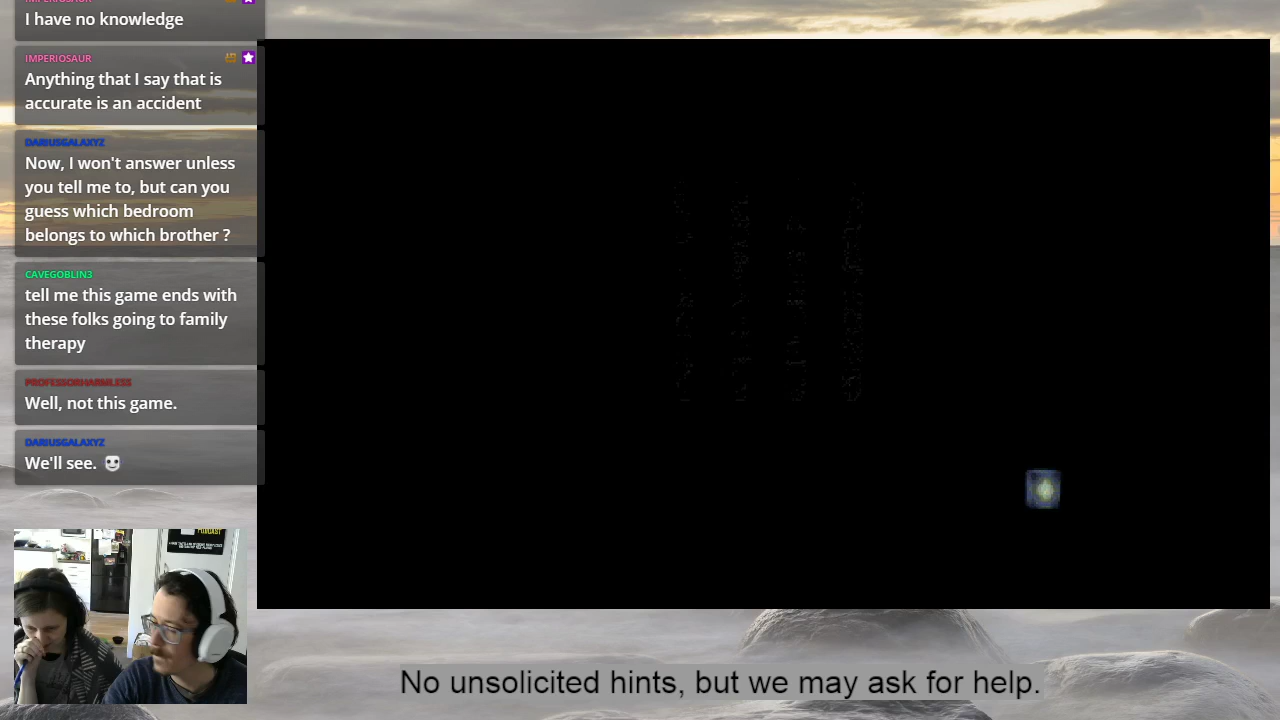 I have no knowledge
IMPERIOSAUR
Anything that I say that is
accurate is an accident
DARIUSGALAXYZ
Now, I won't answer unless
you tell me to, but can you
guess which bedroom
belongs to which brother ?
CAVEGOBLIN3
tell me this game ends with
these folks going to family
therapy
PROFESSORHARMLESS
Well, not this game.
DARIUSGALAXYZ
We'll see.
No unsolicited hints, but we may ask for help.